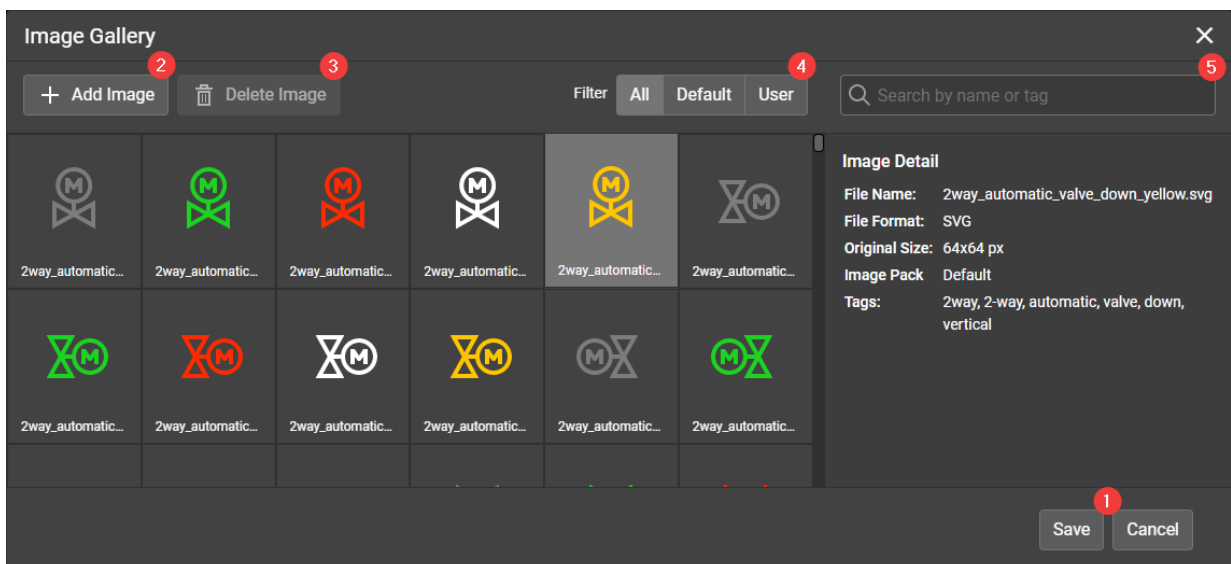 Image Gallery
2
3
4
5
Add Image
Delete Image
Filter
All
Default
User
Search by name or tag
M
M
M
M
M
M
2way_automatic...
2way_automatic...
2way_automatic...
2way_automatic...
2way_automatic...
2way_automatic...
M
M
M
M
M
M
2way_automatic...
2way_automatic...
2way_automatic...
2way_automatic...
2way_automatic...
2way_automatic...
Image Detail
File Name: 2way_automatic_valve_down_yellow.svg
File Format: SVG
Original Size: 64x64 px
Image Pack Default
Tags: 2way, 2-way, automatic, valve, down,
vertical
1
Save
Cancel